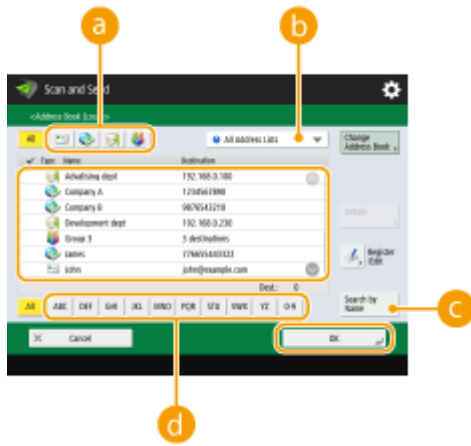 a
b
Scan and Send
<Address Book (Local)>
All
All Address Lists
Change
Address Book
Type Name Destination
Advertising dept 192.168.0.100
Company A 1234567890
Company B 9876543210
Development dept 192.168.0.230
Group 3 3 destinations
James
John john@example.com
Details
Register
/Edit
Dest.: 0
All ABC DEF GHI JKL MNO PQR STU VWX YZ 0-9
Search by
Name
c
Cancel
OK
d